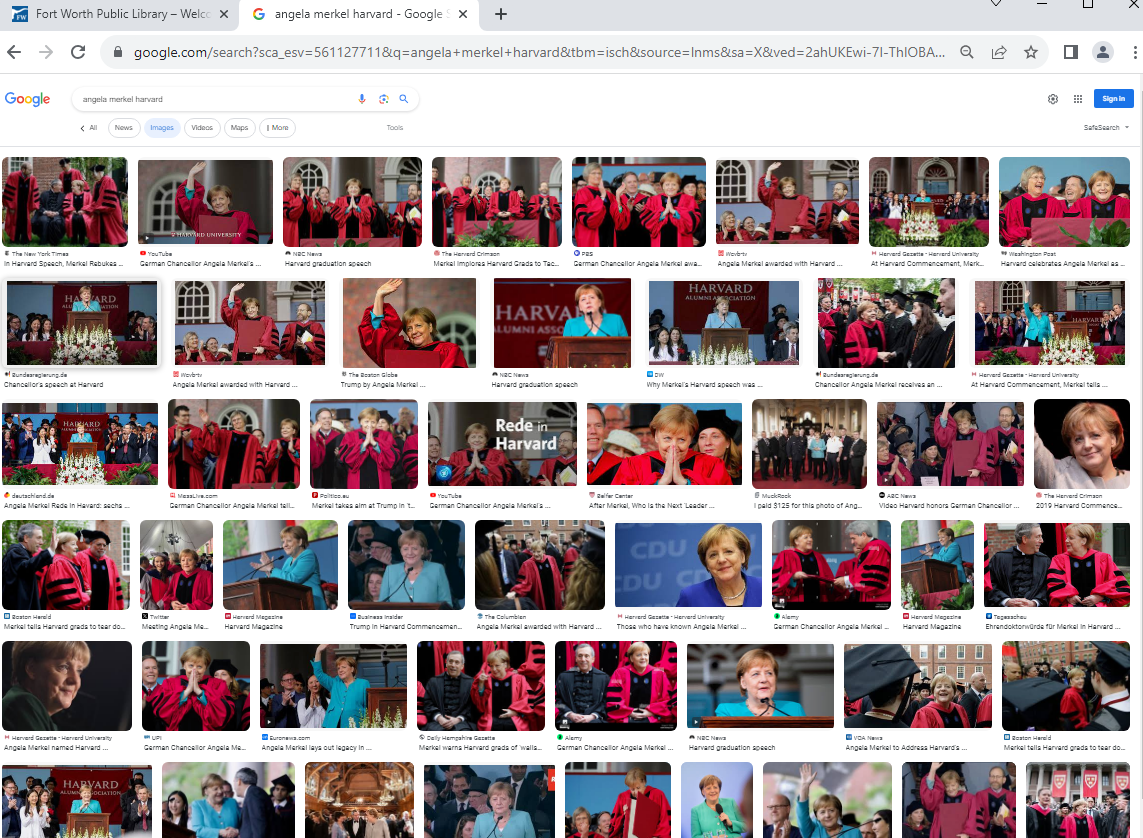 Fort Worth Public Library – Welco
angela merkel harvard - Google S
google.com/search?sca_esv=561127711&q=angela+merkel+harvard&tbm=isch&source=lnms&sa=X&ved=2ahUKEwi-7I-ThIOBA...
Google
angela merkel harvard
Sign in
All
News
Images
Videos
Maps
More
Tools
SafeSearch
HARVARD UNIVERSITY
The New York Times
YouTube
NBC News
The Harvard Crimson
PBS
Wcvb-tv
Harvard Gazette - Harvard University
Washington Post
In Harvard Speech, Merkel Rebukes ...
German Chancellor Angela Merkel's ...
Harvard graduation speech
Merkel Implores Harvard Grads to Tac...
German Chancellor Angela Merkel awa...
Angela Merkel awarded with Harvard ...
At Harvard Commencement, Merk...
Harvard celebrates Angela Merkel as ...
HARVARD
ALUMNI ASSOCIATION
HARVARD
ALUMNI ASSOC
HARVARD
ALUMNI ASSOCIATION
HARVARD
Bundesregierung.de
Wcvb-tv
The Boston Globe
NBC News
DW
Bundesregierung.de
Harvard Gazette - Harvard University
Chancellor's speech at Harvard
Angela Merkel awarded with Harvard ...
Trump by Angela Merkel ...
Harvard graduation speech
Why Merkel's Harvard speech was ...
Chancellor Angela Merkel receives an ...
At Harvard Commencement, Merkel tells ...
HARVARD
Rede in
Harvard
deutschland.de
MassLive.com
Politico.eu
YouTube
Belfer Center
MuckRock
ABC News
The Harvard Crimson
Angela Merkel Rede in Havard: sechs ...
German Chancellor Angela Merkel tell...
Merkel takes aim at Trump in 't...
German Chancellor Angela Merkel's ...
After Merkel, Who is the Next 'Leader ...
I paid $125 for this photo of Ang...
Video Harvard honors German Chancellor ...
2019 Harvard Commence...
CDU
CDU
Boston Herald
Twitter
Harvard Magazine
Business Insider
The Columbian
Harvard Gazette - Harvard University
Alamy
Harvard Magazine
Tagesschau
Merkel tells Harvard grads to tear do...
Meeting Angela Me...
Harvard Magazine
Trump in Harvard Commencemen...
Angela Merkel awarded with Harvard ...
Those who have known Angela Merkel ...
German Chancellor Angela Merkel ...
Harvard Magazine
Ehrendoktorwürde für Merkel in Harvard ...
Harvard Gazette - Harvard University
UPI
Euronews.com
Daily Hampshire Gazette
Alamy
NBC News
VOA News
Boston Herald
Angela Merkel named Harvard ...
German Chancellor Angela Me...
Angela Merkel lays out legacy in ...
Merkel warns Harvard grads of 'walls...
German Chancellor Angela Merkel ...
Harvard graduation speech
Angela Merkel to Address Harvard's ...
Merkel tells Harvard grads to tear do...
HARVARD